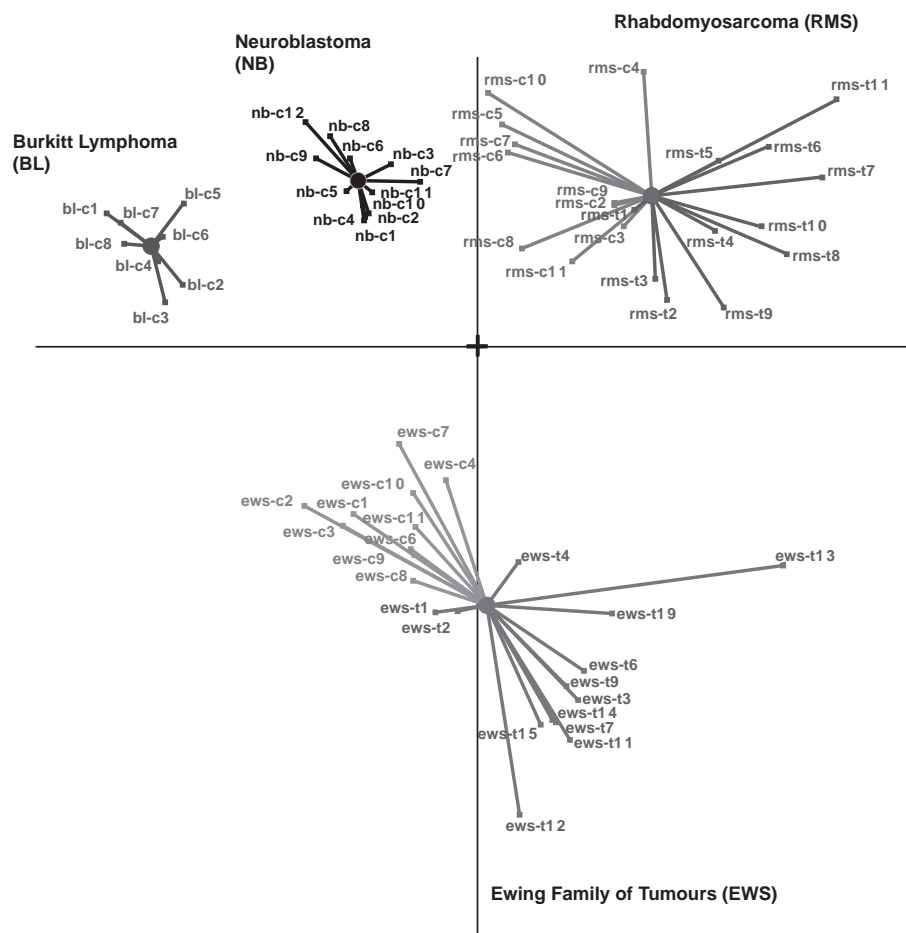 Rhabdomyosarcoma (RMS)
Neuroblastoma
(NB)
Burkitt Lymphoma
(BL)
rms-c4
rms-c10
rms-t11
rms-c5
rms-c7
rms-c6
rms-t5
rms-t6
rms-t7
rms-c9
rms-c2
rms-t1
rms-c3
rms-c8
rms-c11
rms-t10
rms-t4
rms-t8
rms-t3
rms-t2
rms-t9
nb-c12
nb-c8
nb-c6
nb-c3
nb-c9
nb-c7
nb-c5
nb-c11
nb-c10
nb-c4
nb-c2
nb-c1
bl-c5
bl-c1
bl-c7
bl-c6
bl-c8
bl-c4
bl-c2
bl-c3
ews-c7
ews-c4
ews-c10
ews-c2
ews-c1
ews-c11
ews-c3
ews-c6
ews-c9
ews-c8
ews-t4
ews-t13
ews-t1
ews-t19
ews-t2
ews-t6
ews-t9
ews-t3
ews-t14
ews-t7
ews-t15
ews-t11
ews-t12
Ewing Family of Tumours (EWS)